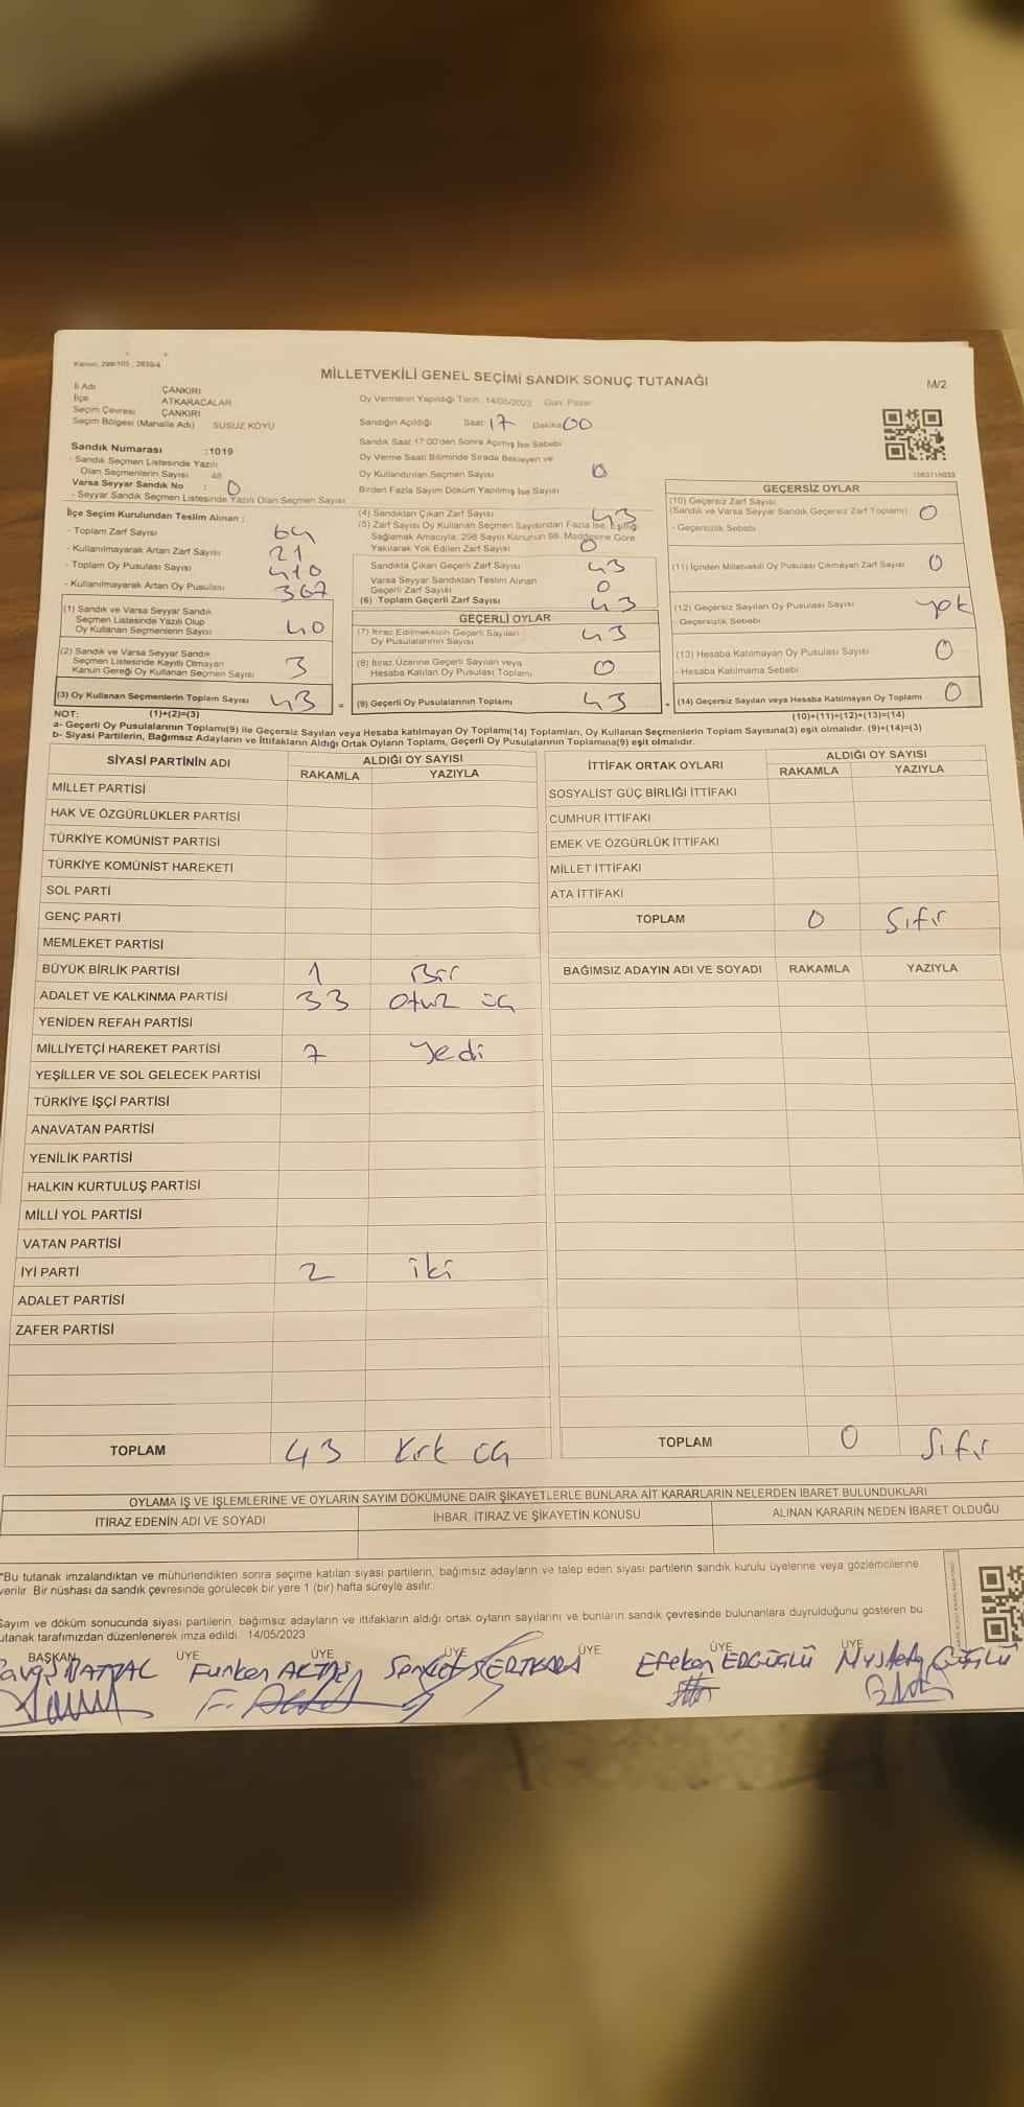 MİLLETVEKİLİ GENEL SEÇİMİ SANDIK SONUÇ TUTANAĞI
M/2
İl Adı ÇANKIRI
İlçe ATKARACALAR
Seçim Çevresi ÇANKIRI
Seçim Bölgesi (Mahalle Adı) SUSUZ KÖYÜ
Oy Vermenin Yapıldığı Tarih: 14/05/2023 Gün: Pazar
Sandığın Açıldığı Saat: 17 Dakika: 00
Sandık Saat 17:00'den Sonra Açılmış İse Sebebi
Oy Verme Saati Bitiminde Sırada Bekleyen ve
Oy Kullandırılan Seçmen Sayısı 0
Birden Fazla Sayım Döküm Yapılmış İse Sayısı
Sandık Numarası : 1019
- Sandık Seçmen Listesinde Yazılı
Olan Seçmenlerin Sayısı 48
Varsa Seyyar Sandık No : 0
- Seyyar Sandık Seçmen Listesinde Yazılı Olan Seçmen Sayısı
İlçe Seçim Kurulundan Teslim Alınan :
- Toplam Zarf Sayısı 64
- Kullanılmayarak Artan Zarf Sayısı 21
- Toplam Oy Pusulası Sayısı 410
- Kullanılmayarak Artan Oy Pusulası 367
(1) Sandık ve Varsa Seyyar Sandık
Seçmen Listesinde Yazılı Olup
Oy Kullanan Seçmenlerin Sayısı 40
(2) Sandık ve Varsa Seyyar Sandık
Seçmen Listesinde Kayıtlı Olmayan
Kanun Gereği Oy Kullanan Seçmen Sayısı 3
(3) Oy Kullanan Seçmenlerin Toplam Sayısı 43 =
(4) Sandıktan Çıkan Zarf Sayısı 43
(5) Zarf Sayısı Oy Kullanan Seçmen Sayısından Fazla İse, Eşitliği
Sağlamak Amacıyla, 298 Sayılı Kanunun 98. Maddesine Göre
Yakılarak Yok Edilen Zarf Sayısı 0
Sandıkta Çıkan Geçerli Zarf Sayısı 43
Varsa Seyyar Sandıktan Teslim Alınan
Geçerli Zarf Sayısı 0
(6) Toplam Geçerli Zarf Sayısı 43
GEÇERLİ OYLAR
(7) İtiraz Edilmeksizin Geçerli Sayılan
Oy Pusulalarının Sayısı 43
(8) İtiraz Üzerine Geçerli Sayılan veya
Hesaba Katılan Oy Pusulası Toplamı 0
(9) Geçerli Oy Pusulalarının Toplamı 43 +
GEÇERSİZ OYLAR
(10) Geçersiz Zarf Sayısı
(Sandık ve Varsa Seyyar Sandık Geçersiz Zarf Toplamı) 0
- Geçersizlik Sebebi
(11) İçinden Milletvekili Oy Pusulası Çıkmayan Zarf Sayısı 0
(12) Geçersiz Sayılan Oy Pusulası Sayısı yok
Geçersizlik Sebebi
(13) Hesaba Katılmayan Oy Pusulası Sayısı 0
- Hesaba Katılmama Sebebi
(14) Geçersiz Sayılan veya Hesaba Katılmayan Oy Toplamı 0
NOT: (1)+(2)=(3)
(10)+(11)+(12)+(13)=(14)
a- Geçerli Oy Pusulalarının Toplamı(9) ile Geçersiz Sayılan veya Hesaba katılmayan Oy Toplamı(14) Toplamları, Oy Kullanan Seçmenlerin Toplam Sayısına(3) eşit olmalıdır. (9)+(14)=(3)
b- Siyasi Partilerin, Bağımsız Adayların ve İttifakların Aldığı Ortak Oyların Toplamı, Geçerli Oy Pusulalarının Toplamına(9) eşit olmalıdır.
SİYASİ PARTİNİN ADI ALDIĞI OY SAYISI
RAKAMLA YAZIYLA
MİLLET PARTİSİ
HAK VE ÖZGÜRLÜKLER PARTİSİ
TÜRKİYE KOMÜNİST PARTİSİ
TÜRKİYE KOMÜNİST HAREKETİ
SOL PARTİ
GENÇ PARTİ
MEMLEKET PARTİSİ
BÜYÜK BİRLİK PARTİSİ 1 Bir
ADALET VE KALKINMA PARTİSİ 33 Otuz üç
YENİDEN REFAH PARTİSİ
MİLLİYETÇİ HAREKET PARTİSİ 7 Yedi
YEŞİLLER VE SOL GELECEK PARTİSİ
TÜRKİYE İŞÇİ PARTİSİ
ANAVATAN PARTİSİ
YENİLİK PARTİSİ
HALKIN KURTULUŞ PARTİSİ
MİLLİ YOL PARTİSİ
VATAN PARTİSİ
İYİ PARTİ 2 iki
ADALET PARTİSİ
ZAFER PARTİSİ
TOPLAM 43 Kırk üç
İTTİFAK ORTAK OYLARI ALDIĞI OY SAYISI
RAKAMLA YAZIYLA
SOSYALİST GÜÇ BİRLİĞİ İTTİFAKI
CUMHUR İTTİFAKI
EMEK VE ÖZGÜRLÜK İTTİFAKI
MİLLET İTTİFAKI
ATA İTTİFAKI
TOPLAM 0 Sıfır
BAĞIMSIZ ADAYIN ADI VE SOYADI RAKAMLA YAZIYLA
TOPLAM 0 Sıfır
OYLAMA İŞ VE İŞLEMLERİNE VE OYLARIN SAYIM DÖKÜMÜNE DAİR ŞİKAYETLERLE BUNLARA AİT KARARLARIN NELERDEN İBARET BULUNDUKLARI
İTİRAZ EDENİN ADI VE SOYADI İHBAR, İTİRAZ VE ŞİKAYETİN KONUSU ALINAN KARARIN NEDEN İBARET OLDUĞU
*Bu tutanak imzalandıktan ve mühürlendikten sonra seçime katılan siyasi partilerin, bağımsız adayların ve talep eden siyasi partilerin sandık kurulu üyelerine veya gözlemcilerine
verilir. Bir nüshası da sandık çevresinde görülecek bir yere 1 (bir) hafta süreyle asılır.
Sayım ve döküm sonucunda siyasi partilerin, bağımsız adayların ve ittifakların aldığı ortak oyların sayılarını ve bunların sandık çevresinde bulunanlara duyrulduğunu gösteren bu
tutanak tarafımızdan düzenlenerek imza edildi. 14/05/2023
BAŞKAN ÜYE ÜYE ÜYE ÜYE ÜYE ÜYE
Furkan Efekan ERGÜÇLÜ